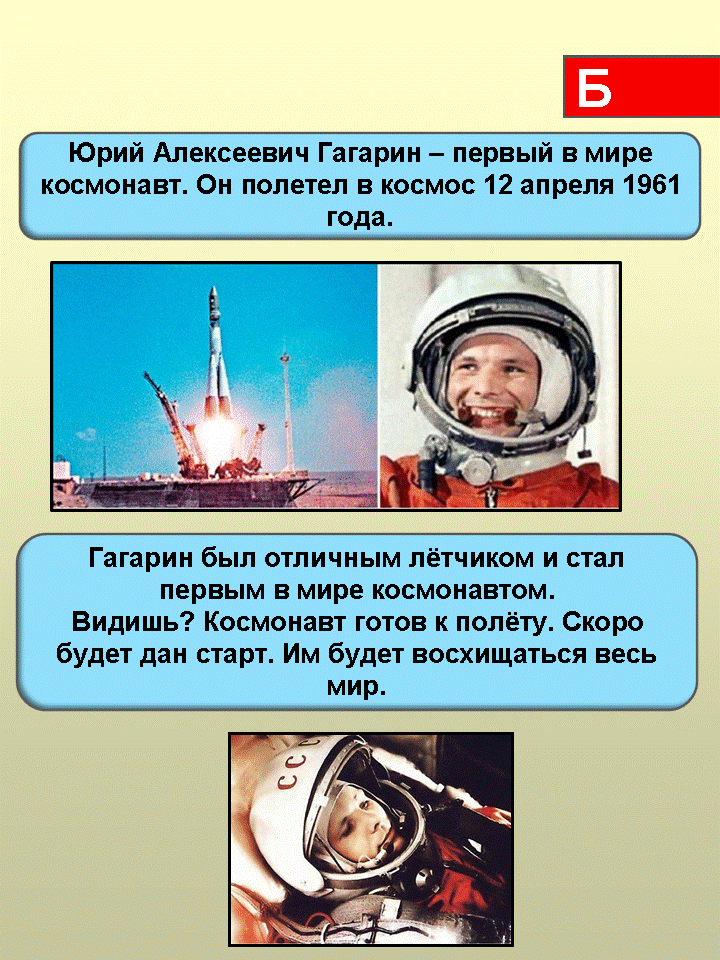 Б
Юрий Алексеевич Гагарин – первый в мире
космонавт. Он полетел в космос 12 апреля 1961
года.
Гагарин был отличным лётчиком и стал
первым в мире космонавтом.
Видишь? Космонавт готов к полёту. Скоро
будет дан старт. Им будет восхищаться весь
мир.
СССР